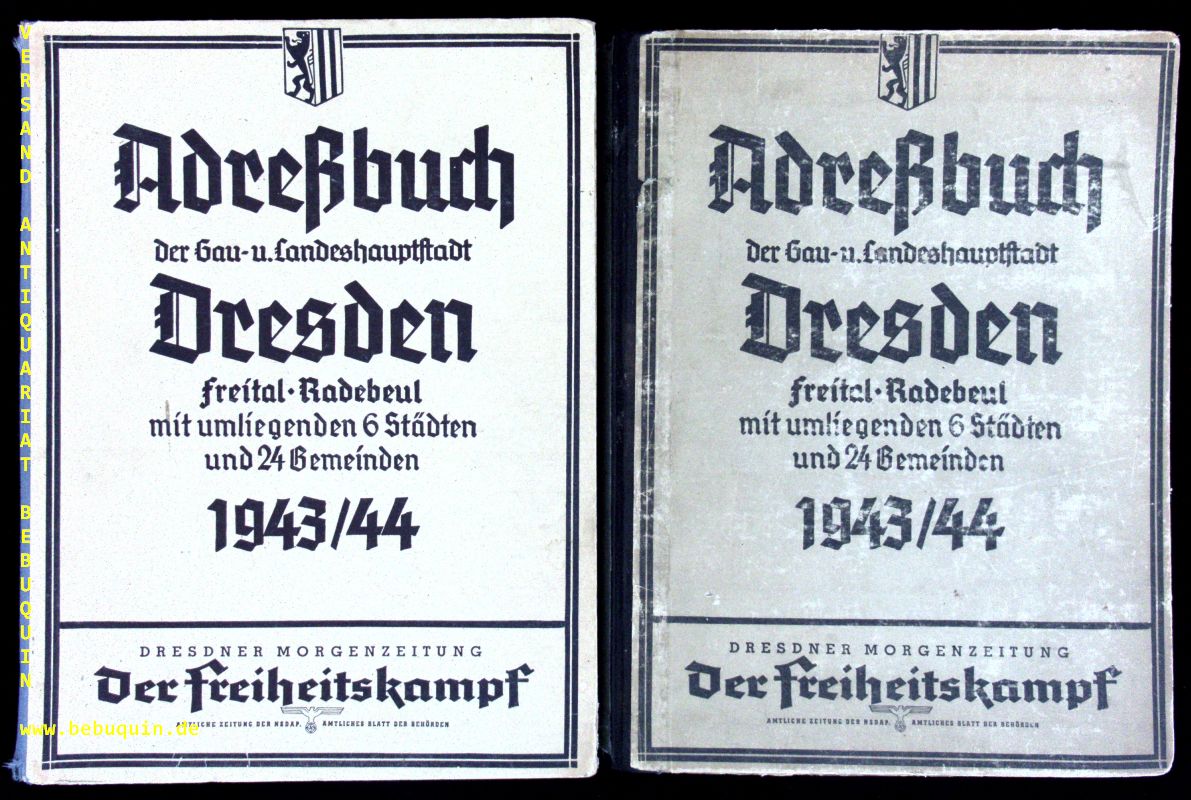 VERSAND ANTIQUARIAT BEBUQUIN
Adreßbuch
der Gau- u. Landeshauptstadt
Dresden
Freital · Radebeul
mit umliegenden 6 Städten
und 24 Gemeinden
1943/44
DRESDNER MORGENZEITUNG
Der Freiheitskampf
AMTLICHE ZEITUNG DER NSDAP. AMTLICHES BLATT DER BEHÖRDEN
www.bebuquin.de
Adreßbuch
der Gau- u. Landeshauptstadt
Dresden
Freital · Radebeul
mit umliegenden 6 Städten
und 24 Gemeinden
1943/44
DRESDNER MORGENZEITUNG
Der Freiheitskampf
AMTLICHE ZEITUNG DER NSDAP. AMTLICHES BLATT DER BEHÖRDEN